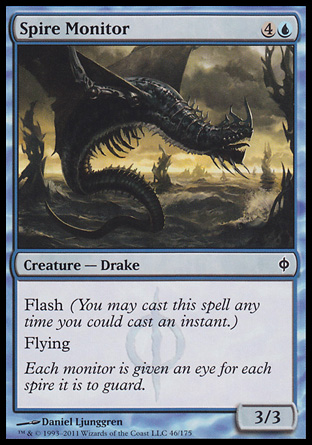 Spire Monitor 4
Creature — Drake
Flash (You may cast this spell any
time you could cast an instant.)
Flying
Each monitor is given an eye for each
spire it is to guard.
Daniel Ljunggren
™ & © 1993-2011 Wizards of the Coast LLC 46/175
3/3